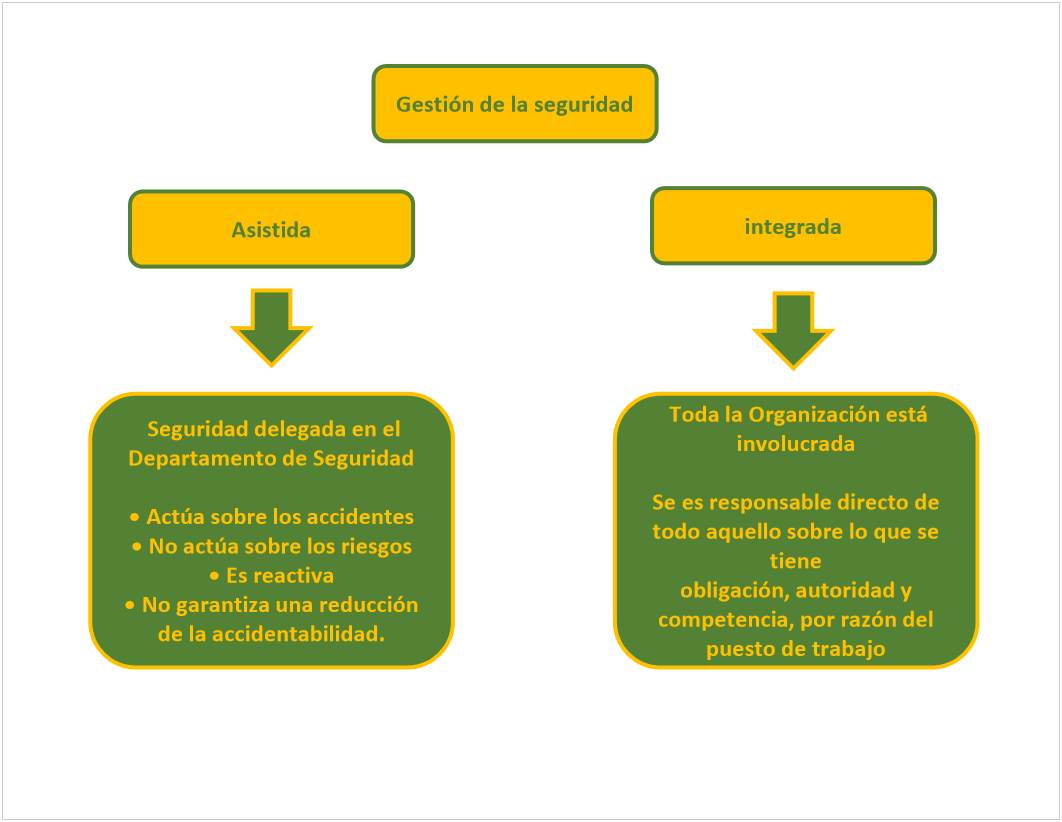 Gestión de la seguridad
Asistida
integrada
Seguridad delegada en el
Departamento de Seguridad
• Actúa sobre los accidentes
• No actúa sobre los riesgos
• Es reactiva
• No garantiza una reducción
de la accidentabilidad.
Toda la Organización está
involucrada
Se es responsable directo de
todo aquello sobre lo que se
tiene
obligación, autoridad y
competencia, por razón del
puesto de trabajo